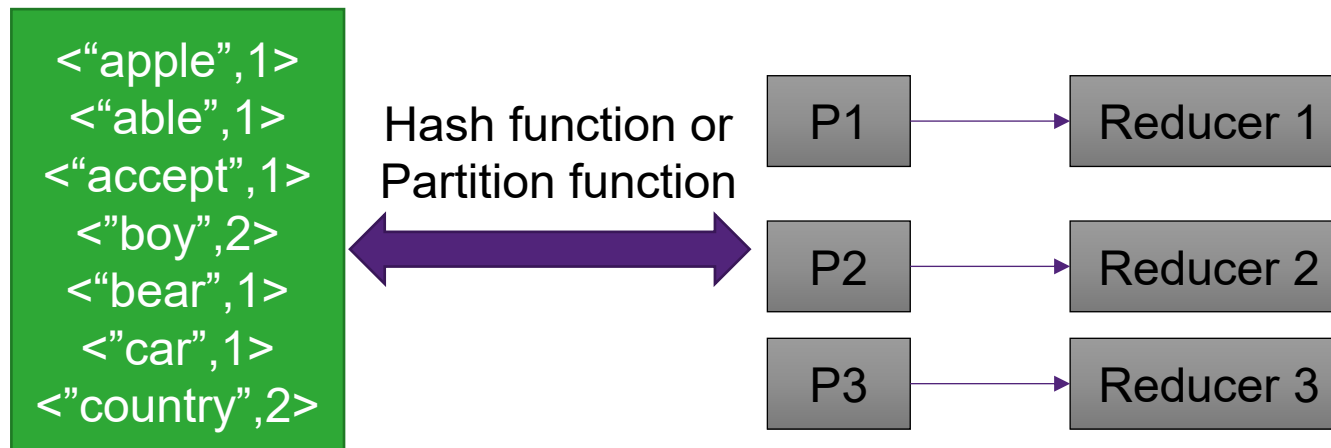 <“apple”,1>
<“able”,1>
<“accept”,1>
<”boy”,2>
<“bear”,1>
<”car”,1>
<”country”,2>
Hash function or
Partition function
P1
Reducer 1
P2
Reducer 2
P3
Reducer 3